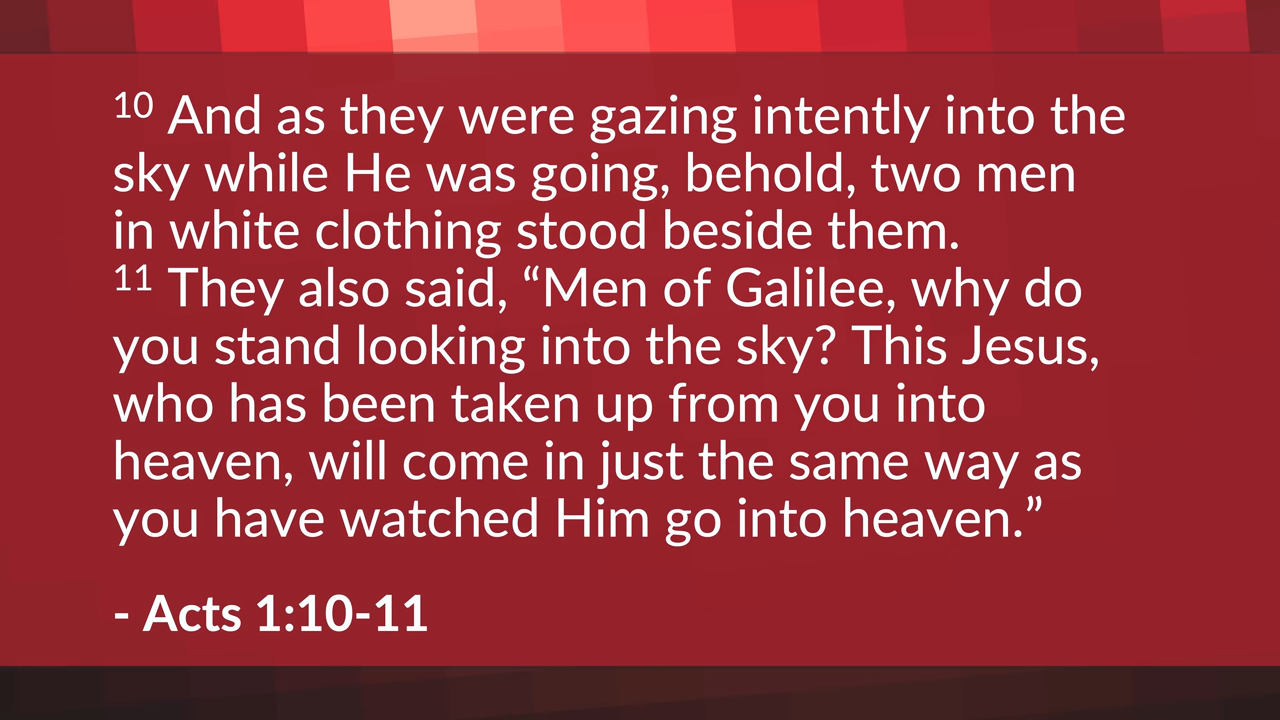 10 And as they were gazing intently into the
sky while He was going, behold, two men
in white clothing stood beside them.
11 They also said, “Men of Galilee, why do
you stand looking into the sky? This Jesus,
who has been taken up from you into
heaven, will come in just the same way as
you have watched Him go into heaven.”
- Acts 1:10-11